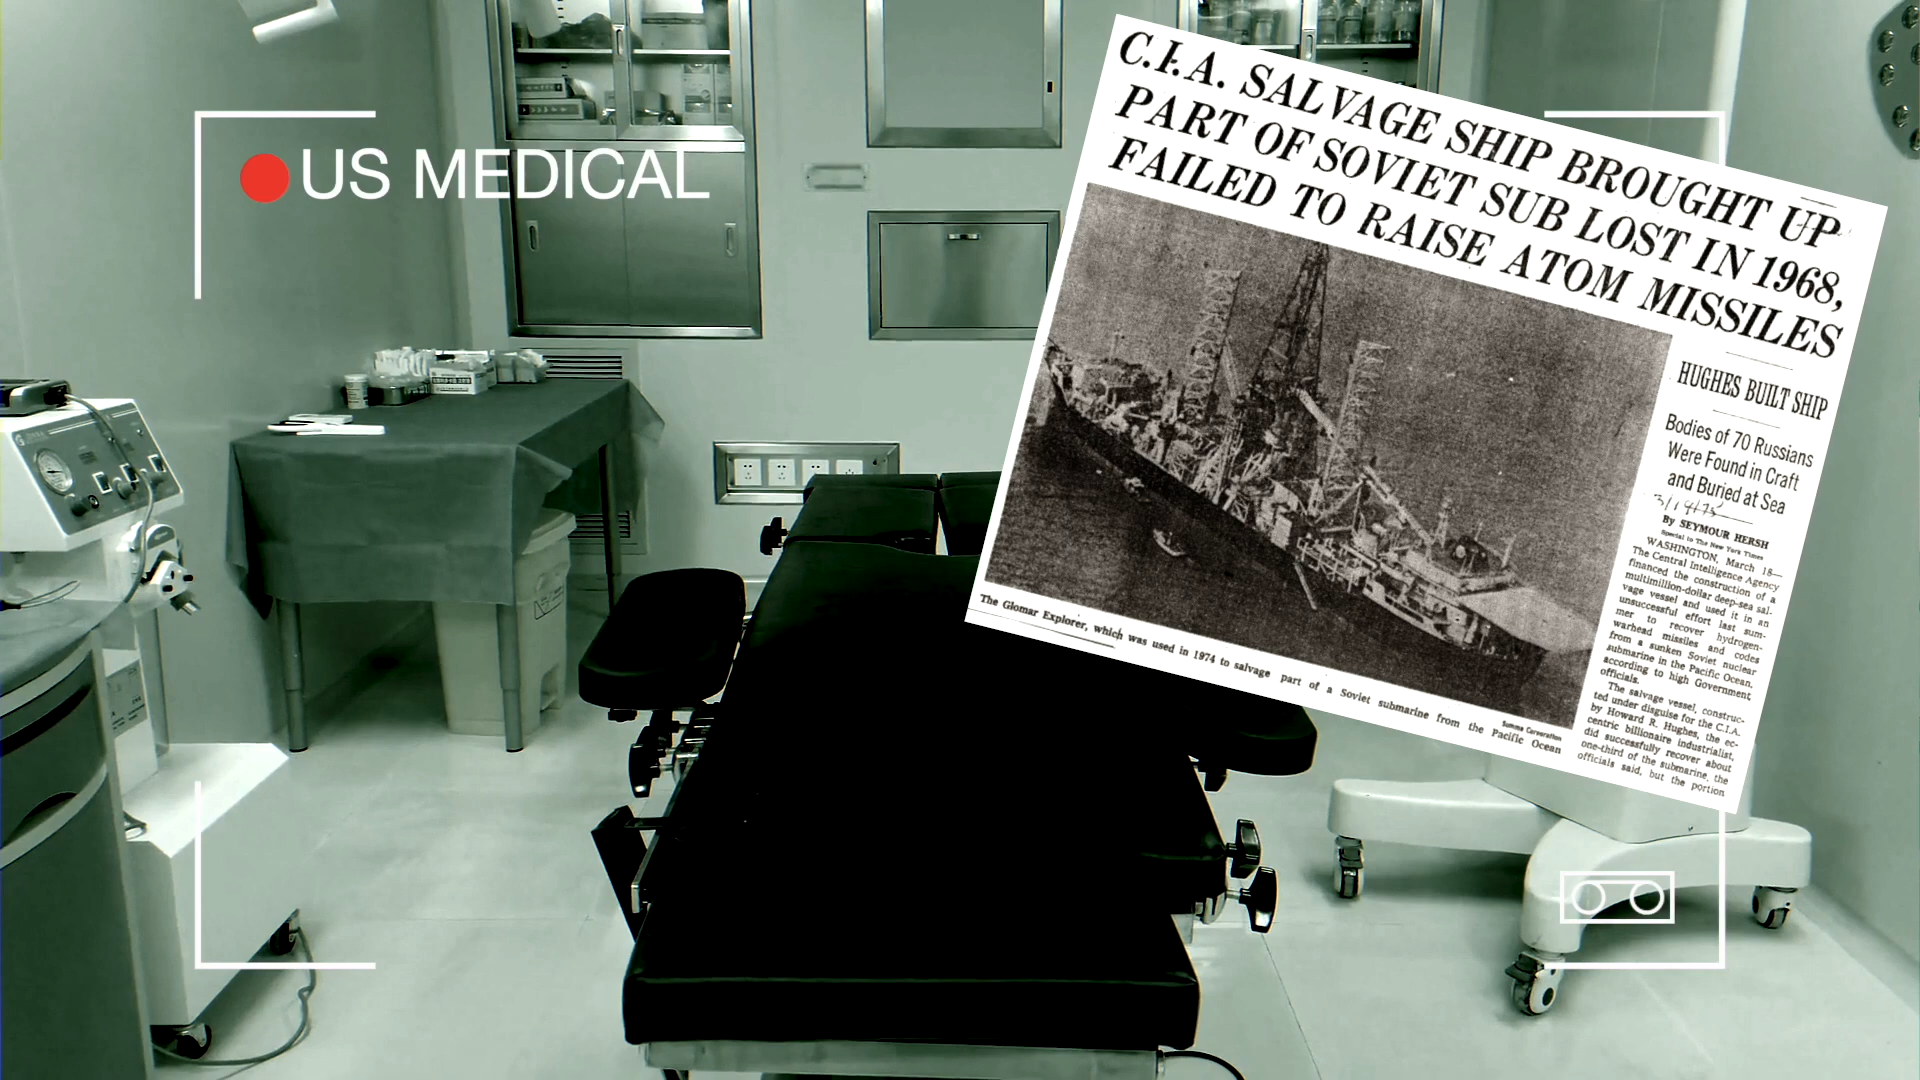 US MEDICAL
C.I.A. SALVAGE SHIP BROUGHT UP
PART OF SOVIET SUB LOST IN 1968,
FAILED TO RAISE ATOM MISSILES
HUGHES BUILT SHIP
Bodies of 70 Russians
Were Found in Craft
and Buried at Sea
3/19/75
By SEYMOUR HERSH
Special to The New York Times
WASHINGTON, March 18—
The Central Intelligence Agency
financed the construction of a
multimillion-dollar deep-sea sal-
vage vessel and used it in an
unsuccessful effort last sum-
mer to recover hydrogen-
warhead missiles and codes
from a sunken Soviet nuclear
submarine in the Pacific Ocean,
according to high Government
officials.
The salvage vessel, construc-
ted under disguise for the C.I.A.
by Howard R. Hughes, the ec-
centric billionaire industrialist,
did successfully recover about
one-third of the submarine, the
officials said, but the portion
Summa Corporation
The Glomar Explorer, which was used in 1974 to salvage part of a Soviet submarine from the Pacific Ocean